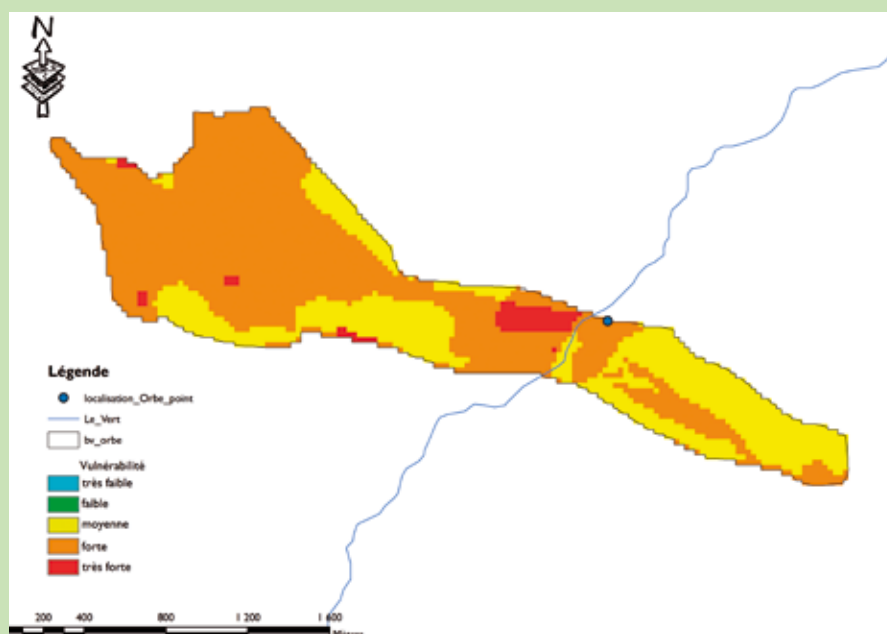 N
Légende
localisation_Orbe_point
Le_Vert
bv_orbe
Vulnérabilité
très faible
faible
moyenne
forte
très forte
200 400 800 1 200 1 600
Mètres